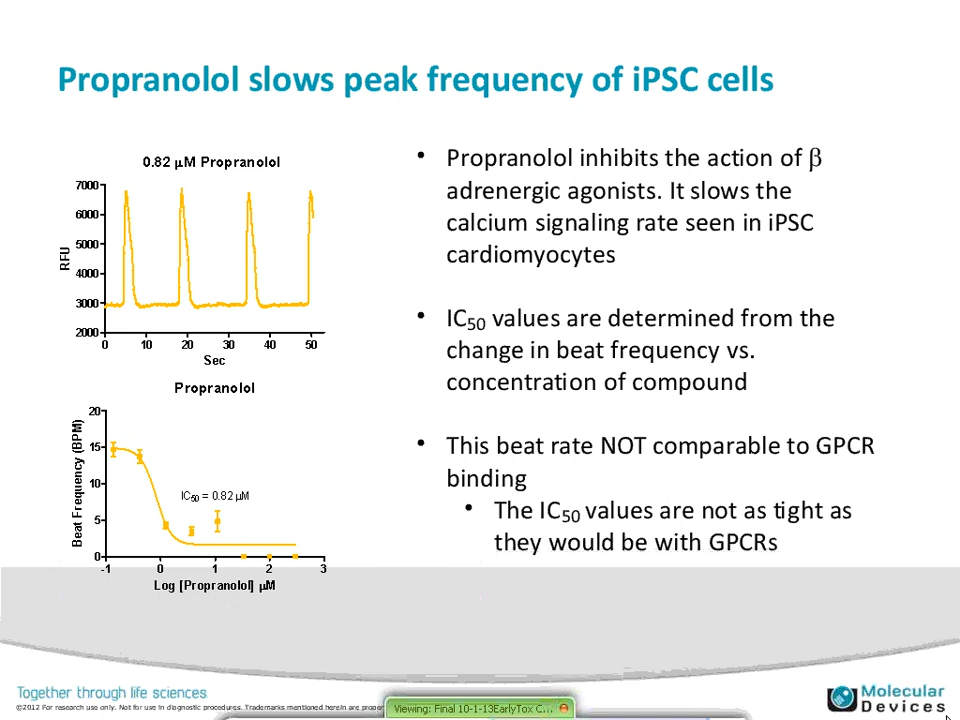 Propranolol slows peak frequency of iPSC cells
0.82 µM Propranolol
7000
6000
5000
4000
3000
2000
RFU
0 10 20 30 40 50
Sec
Propranolol
20
15
10
5
0
Beat Frequency (BPM)
IC50 = 0.82 µM
-1 0 1 2 3
Log [Propranolol] µM
• Propranolol inhibits the action of β
adrenergic agonists. It slows the
calcium signaling rate seen in iPSC
cardiomyocytes
• IC50 values are determined from the
change in beat frequency vs.
concentration of compound
• This beat rate NOT comparable to GPCR
binding
• The IC50 values are not as tight as
they would be with GPCRs
Together through life sciences
©2012 For research use only. Not for use in diagnostic procedures. Trademarks mentioned herein are
Viewing: Final 10-1-13EarlyTox C...
Molecular
Devices